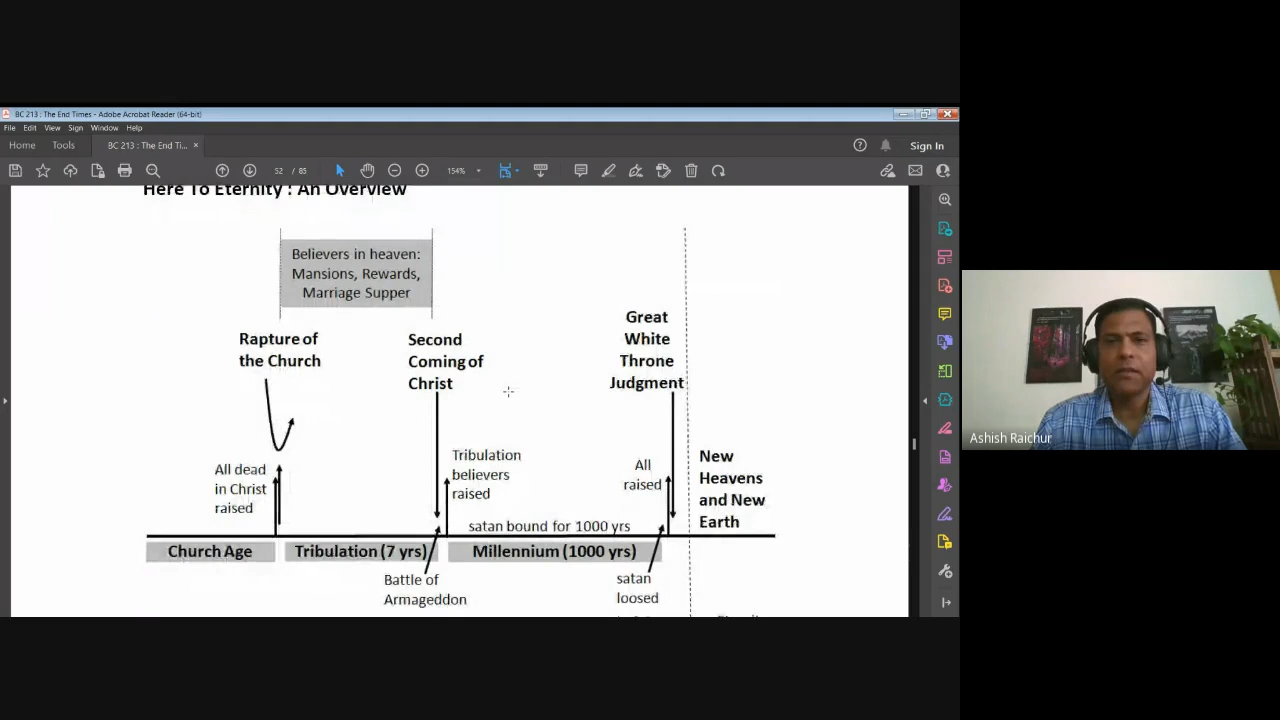 BC 213 : The End Times - Adobe Acrobat Reader (64-bit)
File Edit View Sign Window Help
Home Tools BC 213 : The End Ti... × Sign In
52 / 85 154%
Here To Eternity : An Overview
Believers in heaven:
Mansions, Rewards,
Marriage Supper
Rapture of
the Church
Second
Coming of
Christ
Great
White
Throne
Judgment
All dead
in Christ
raised
Tribulation
believers
raised
All
raised
New
Heavens
and New
Earth
satan bound for 1000 yrs
Church Age Tribulation (7 yrs) Millennium (1000 yrs)
Battle of
Armageddon
satan
loosed
Ashish Raichur